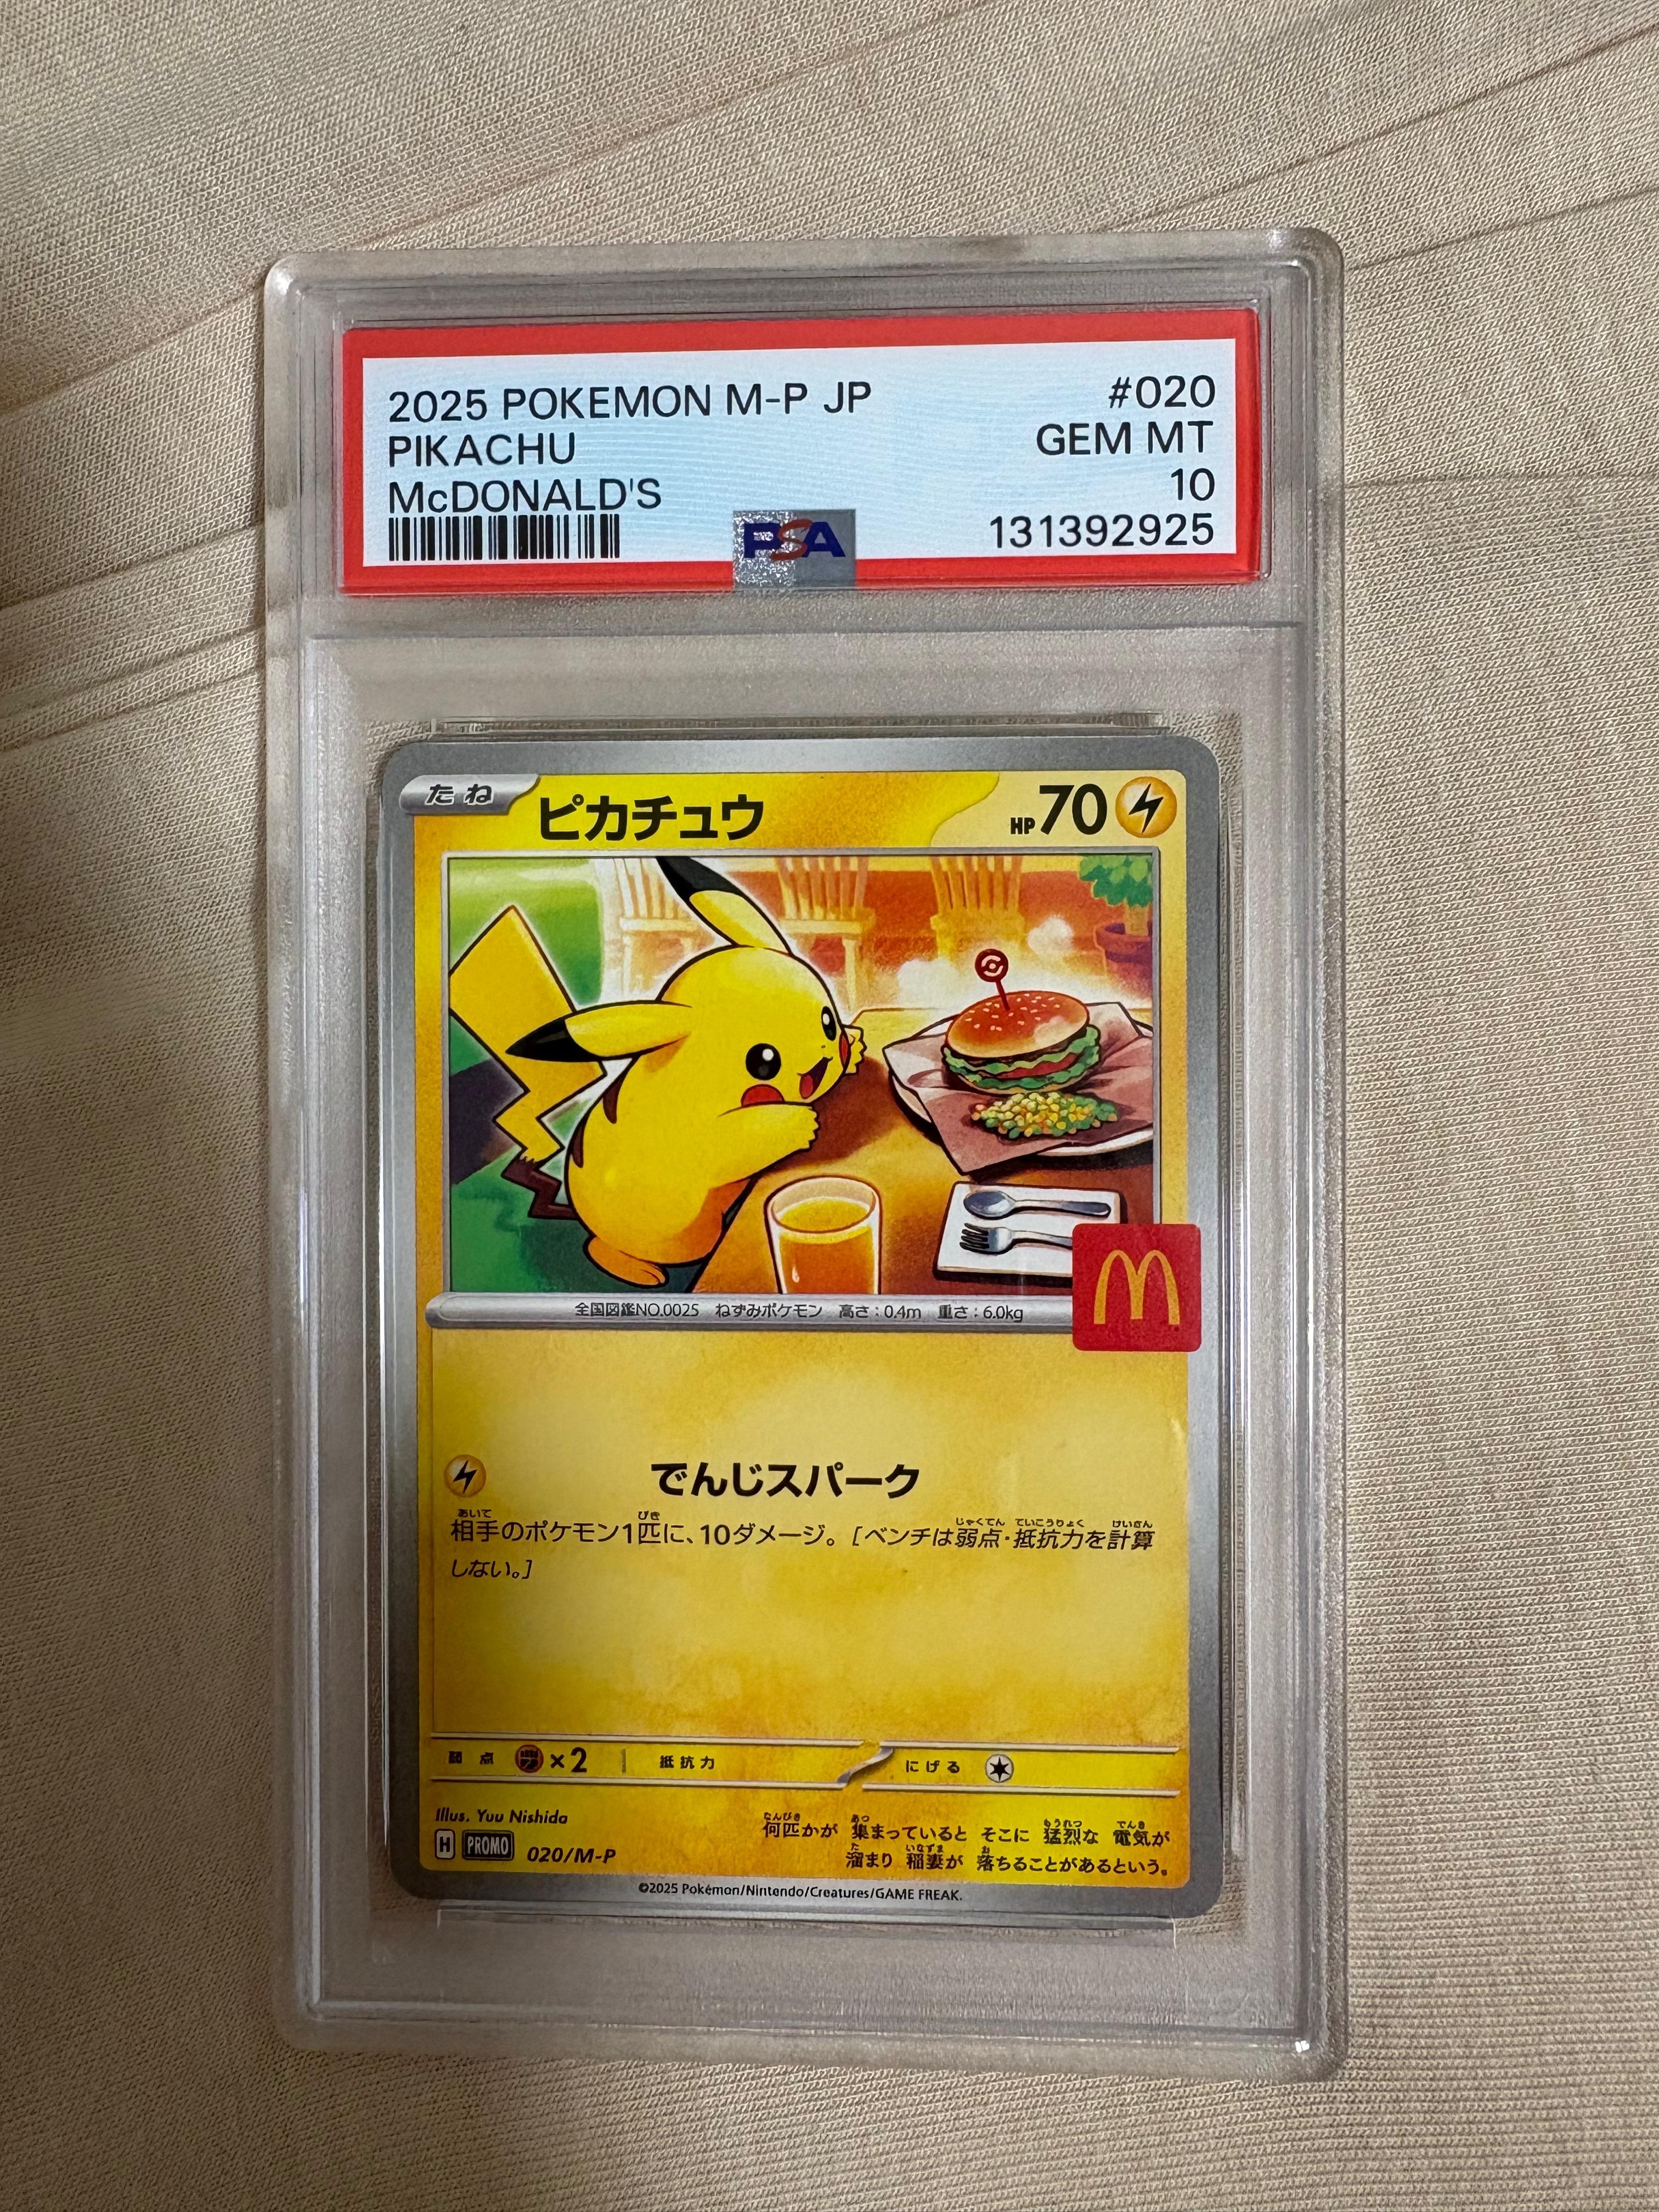 2025 POKEMON M-P JP #020
PIKACHU GEM MT
McDONALD'S 10
PSA 131392925
たね ピカチュウ HP70
全国図鑑NO.0025 ねずみポケモン 高さ:0.4m 重さ:6.0kg
M
でんじスパーク
相手のポケモン1匹に、10ダメージ。[ベンチは弱点・抵抗力を計算
しない。]
弱点 ×2 抵抗力 にげる
Illus. Yuu Nishida
H PROMO 020/M-P
何匹かが 集まっていると そこに 猛烈な 電気が
溜まり 稲妻が 落ちることがあるという。
©2025 Pokémon/Nintendo/Creatures/GAME FREAK.